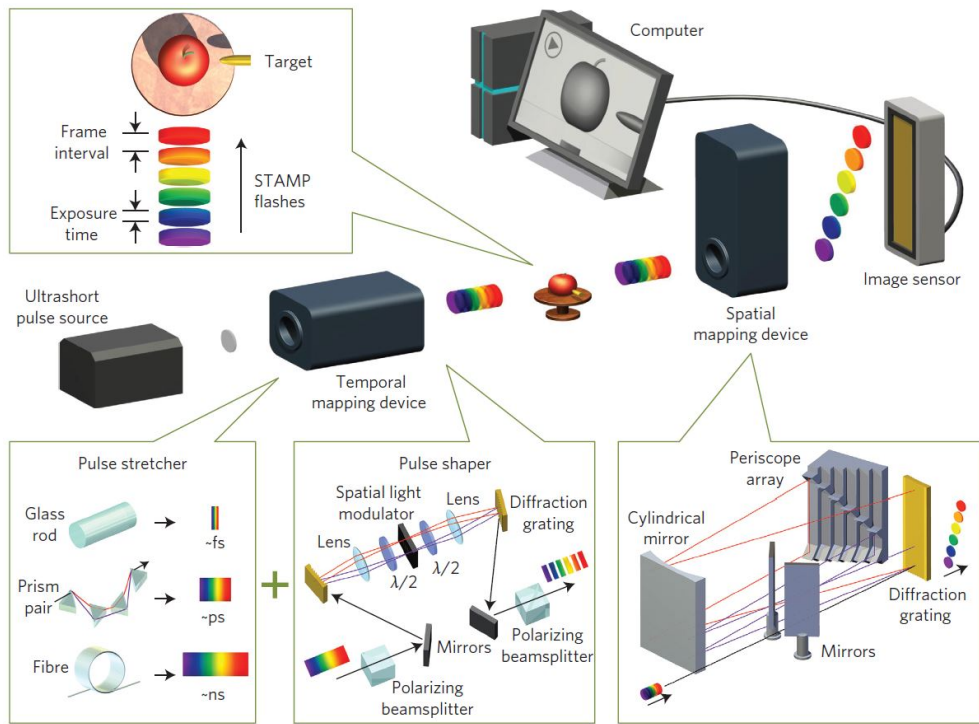 Target
Frame
interval
STAMP
flashes
Exposure
time
Computer
Image sensor
Spatial
mapping device
Ultrashort
pulse source
Temporal
mapping device
Pulse stretcher
Glass
rod
~fs
Prism
pair
~ps
Fibre
~ns
+
Pulse shaper
Spatial light
modulator
Lens
Diffraction
grating
Lens
λ/2
λ/2
Mirrors
Polarizing
beamsplitter
Polarizing
beamsplitter
Periscope
array
Cylindrical
mirror
Diffraction
grating
Mirrors